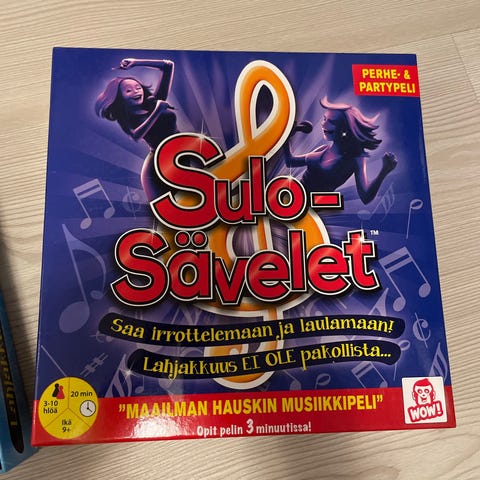 PERHE- &
PARTYPELI
SULO-
SÄVELET™
Saa irrottelemaan ja laulamaan!
Lahjakkuus EI OLE pakollista...
3-10
hlöä
20 min
Ikä
9+
"MAAILMAN HAUSKIN MUSIIKKIPELI"
Opit pelin 3 minuutissa!
WOW!